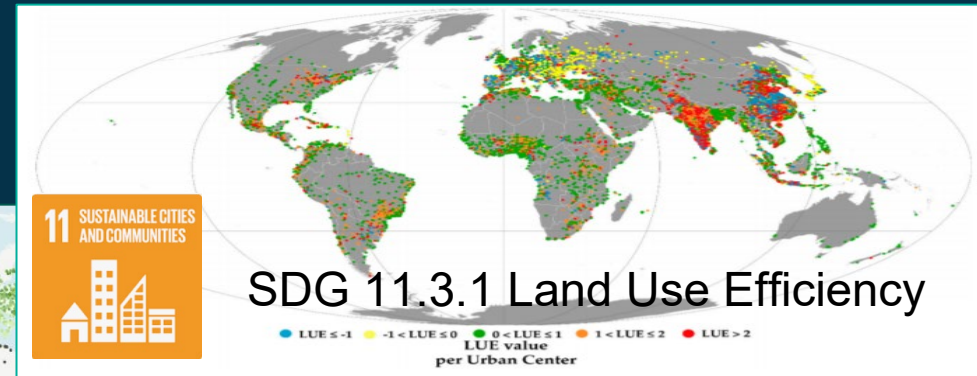 11 SUSTAINABLE CITIES
AND COMMUNITIES
SDG 11.3.1 Land Use Efficiency
LUE ≤ -1 -1 < LUE ≤ 0 0 < LUE ≤ 1 1 < LUE ≤ 2 LUE > 2
LUE value
per Urban Center